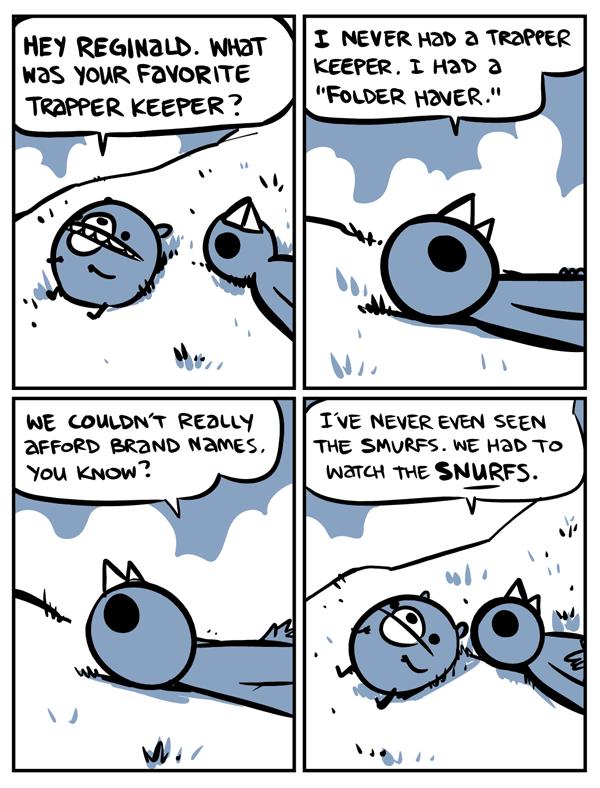 HEY REGINALD. WHAT
WAS YOUR FAVORITE
TRAPPER KEEPER?
I NEVER HAD A TRAPPER
KEEPER. I HAD A
"FOLDER HAVER."
WE COULDN'T REALLY
AFFORD BRAND NAMES,
YOU KNOW?
I'VE NEVER EVEN SEEN
THE SMURFS. WE HAD TO
WATCH THE SNURFS.